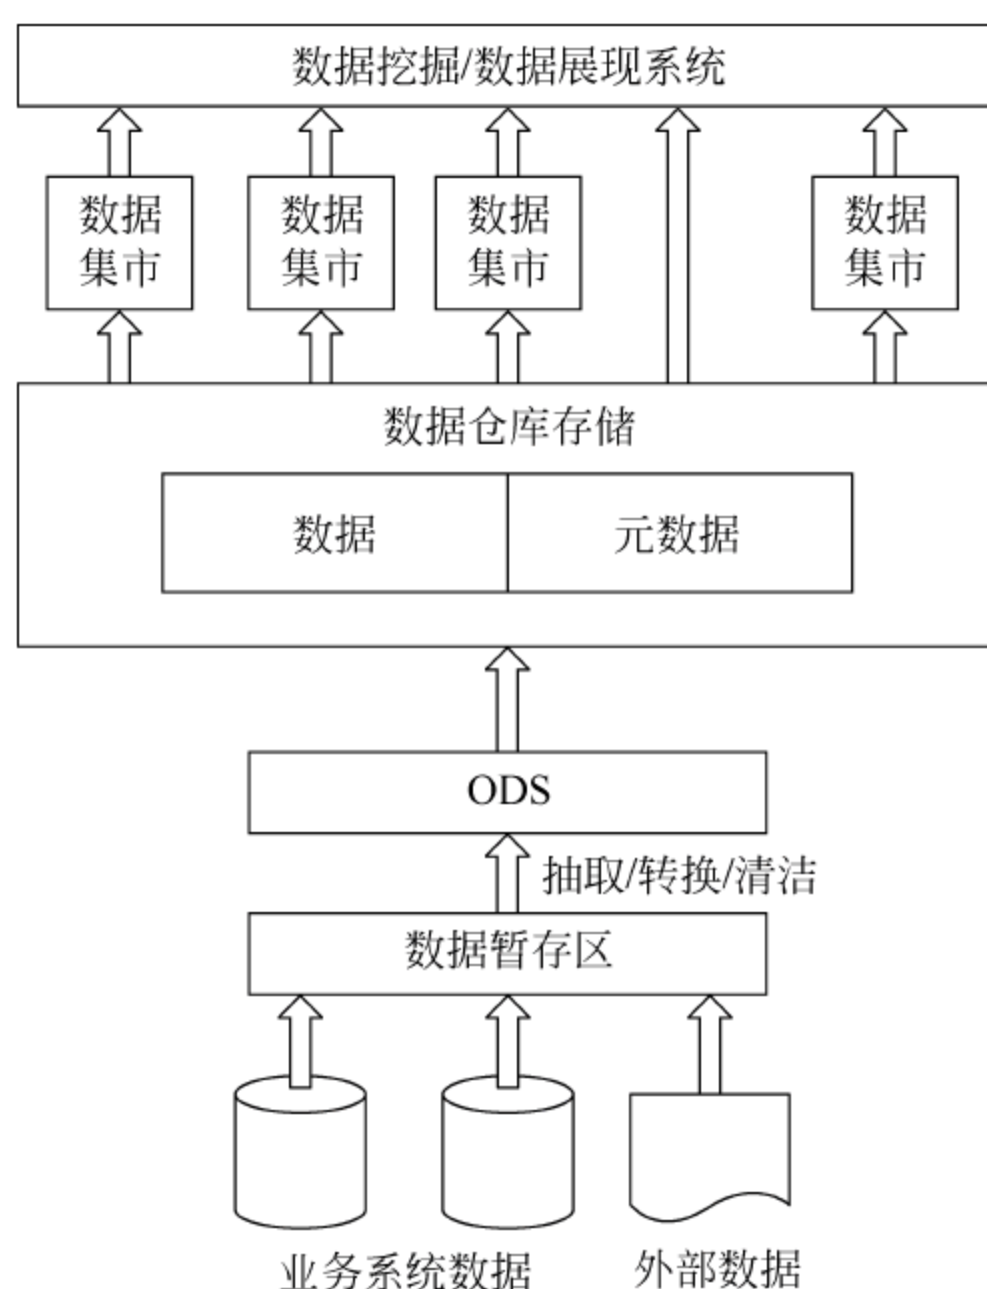 数据挖掘/数据展现系统
数据
集市
数据
集市
数据
集市
数据
集市
数据仓库存储
数据
元数据
ODS
抽取/转换/清洁
数据暂存区
业务系统数据
外部数据